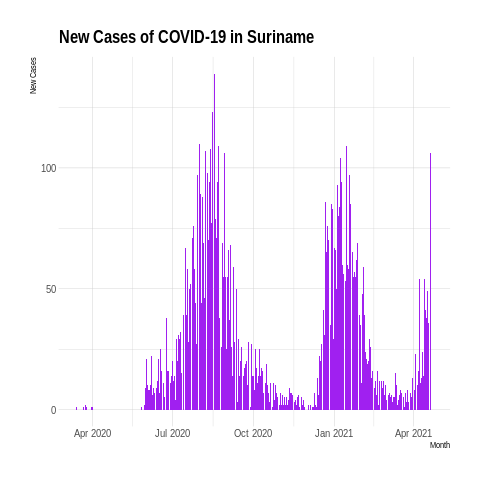 New Cases of COVID-19 in Suriname
New Cases
100
50
0
Apr 2020
Jul 2020
Oct 2020
Jan 2021
Apr 2021
Month